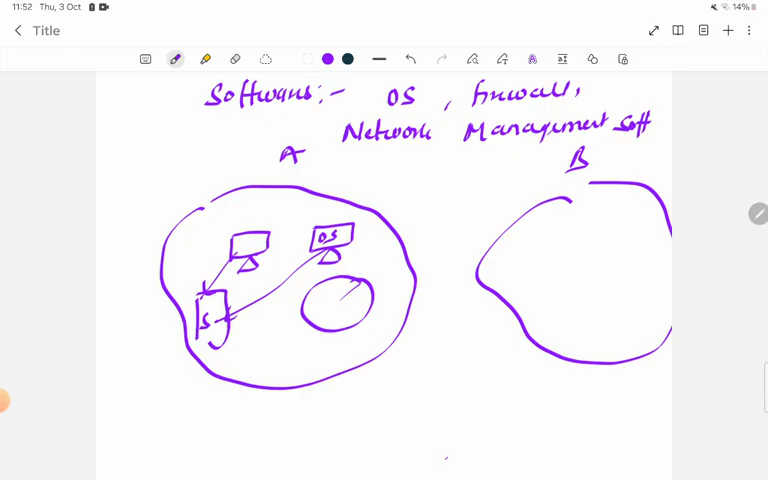 11:52 Thu, 3 Oct 14%
Title
Software:- OS, firewall,
Network Management Soft
A B
OS
S